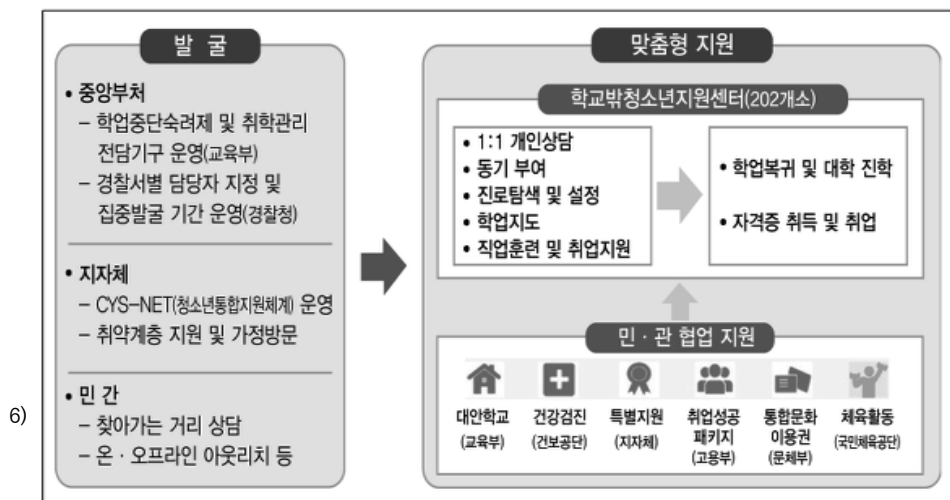 6)
발 굴
• 중앙부처
– 학업중단숙려제 및 취학관리
전담기구 운영(교육부)
– 경찰서별 담당자 지정 및
집중발굴 기간 운영(경찰청)
• 지자체
– CYS–NET(청소년통합지원체계) 운영
– 취약계층 지원 및 가정방문
• 민 간
– 찾아가는 거리 상담
– 온 · 오프라인 아웃리치 등
맞춤형 지원
학교밖청소년지원센터(202개소)
• 1:1 개인상담
• 동기 부여
• 진로탐색 및 설정
• 학업지도
• 직업훈련 및 취업지원
• 학업복귀 및 대학 진학
• 자격증 취득 및 취업
민 · 관 협업 지원
대안학교
(교육부)
건강검진
(건보공단)
특별지원
(지자체)
취업성공
패키지
(고용부)
통합문화
이용권
(문체부)
체육활동
(국민체육공단)